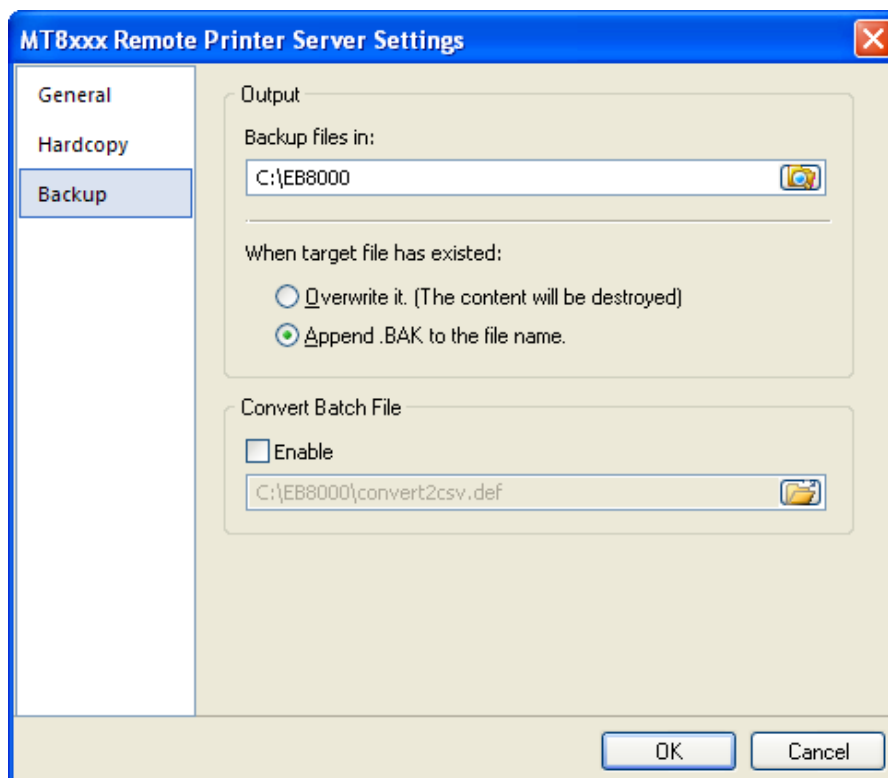 MT8xxx Remote Printer Server Settings
General
Hardcopy
Backup
Output
Backup files in:
C:\EB8000
When target file has existed:
Overwrite it. (The content will be destroyed)
Append .BAK to the file name.
Convert Batch File
Enable
C:\EB8000\convert2csv.def
OK
Cancel